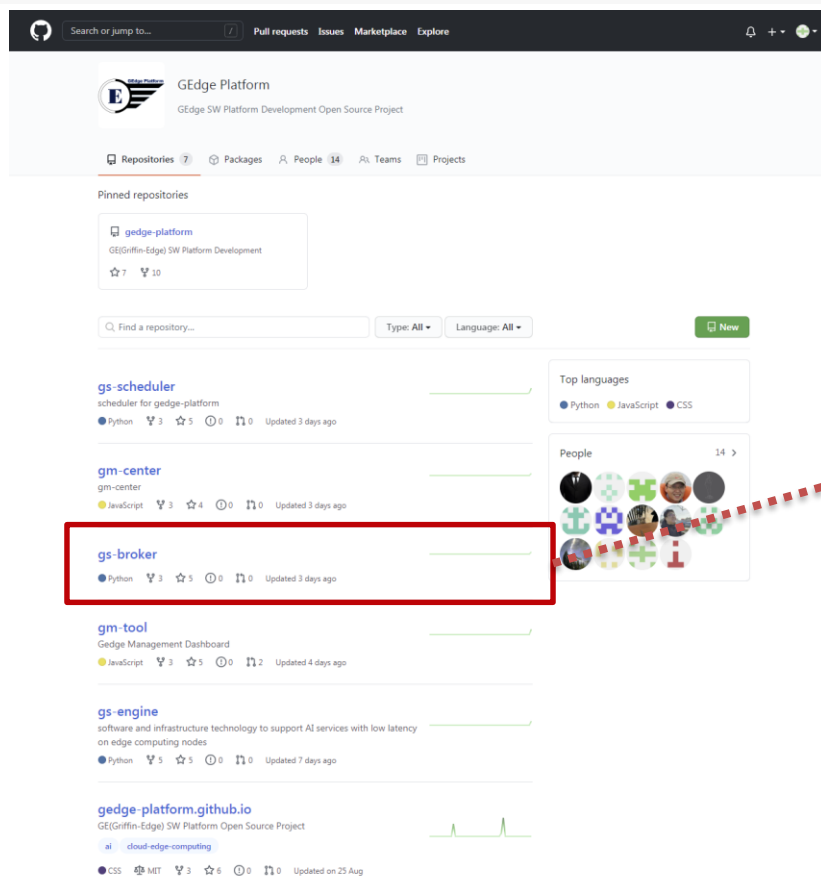 Search or jump to... /
Pull requests Issues Marketplace Explore
GEdge Platform
E
GEdge Platform
GEdge SW Platform Development Open Source Project
Repositories 7 Packages People 14 Teams Projects
Pinned repositories
gedge-platform
GE(Griffin-Edge) SW Platform Development
7 10
Find a repository... Type: All Language: All New
gs-scheduler
scheduler for gedge-platform
Python 3 5 0 0 Updated 3 days ago
gm-center
gm-center
JavaScript 3 4 0 0 Updated 3 days ago
gs-broker
Python 3 5 0 0 Updated 3 days ago
gm-tool
Gedge Management Dashboard
JavaScript 3 5 0 2 Updated 4 days ago
gs-engine
software and infrastructure technology to support AI services with low latency
on edge computing nodes
Python 5 5 0 0 Updated 7 days ago
gedge-platform.github.io
GE(Griffin-Edge) SW Platform Open Source Project
ai cloud-edge-computing
CSS MIT 3 6 0 0 Updated on 25 Aug
Top languages
Python JavaScript CSS
People 14